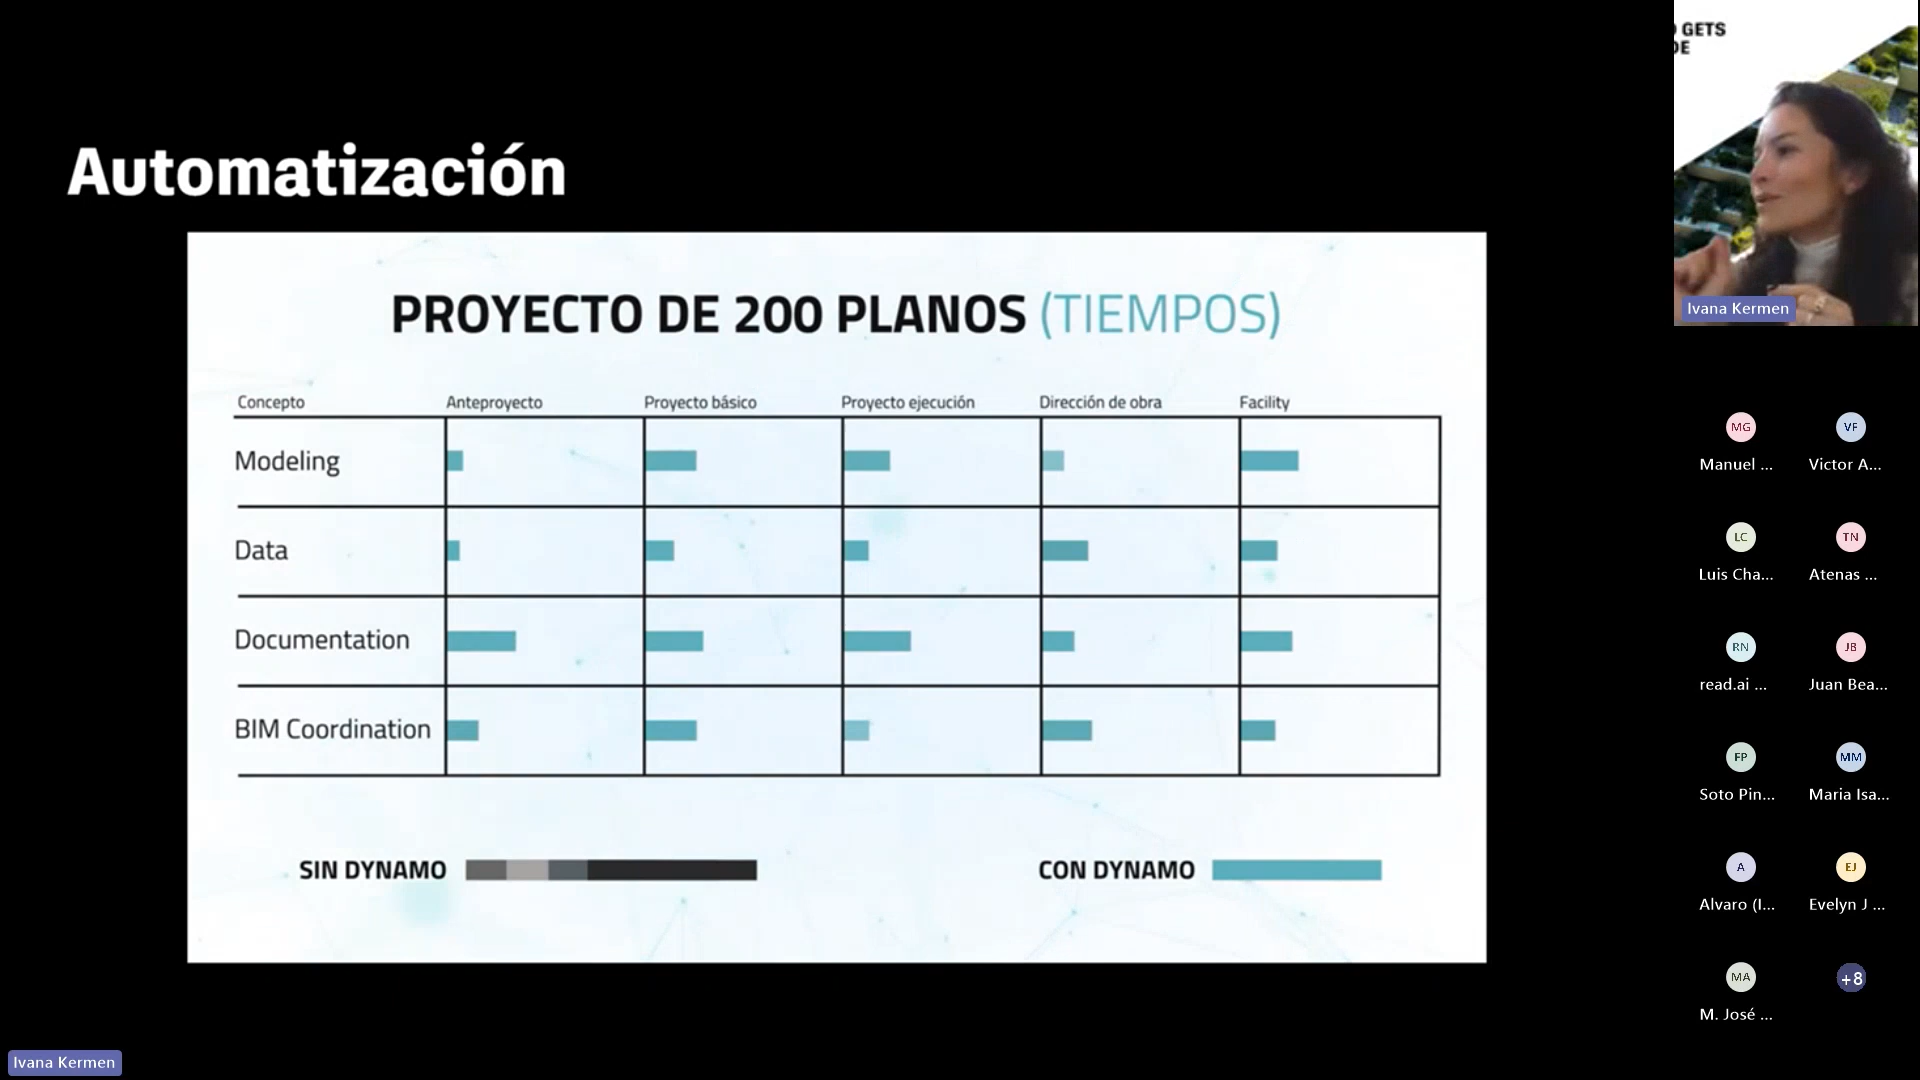 Automatización
PROYECTO DE 200 PLANOS (TIEMPOS)
Concepto Anteproyecto Proyecto básico Proyecto ejecución Dirección de obra Facility
Modeling
Data
Documentation
BIM Coordination
SIN DYNAMO CON DYNAMO
Ivana Kermen
GETS
DE
Ivana Kermen
MG VF
Manuel ... Victor A...
LC TN
Luis Cha... Atenas ...
RN JB
read.ai ... Juan Bea...
FP MM
Soto Pin... Maria Isa...
A EJ
Alvaro (I... Evelyn J ...
MA +8
M. José ...